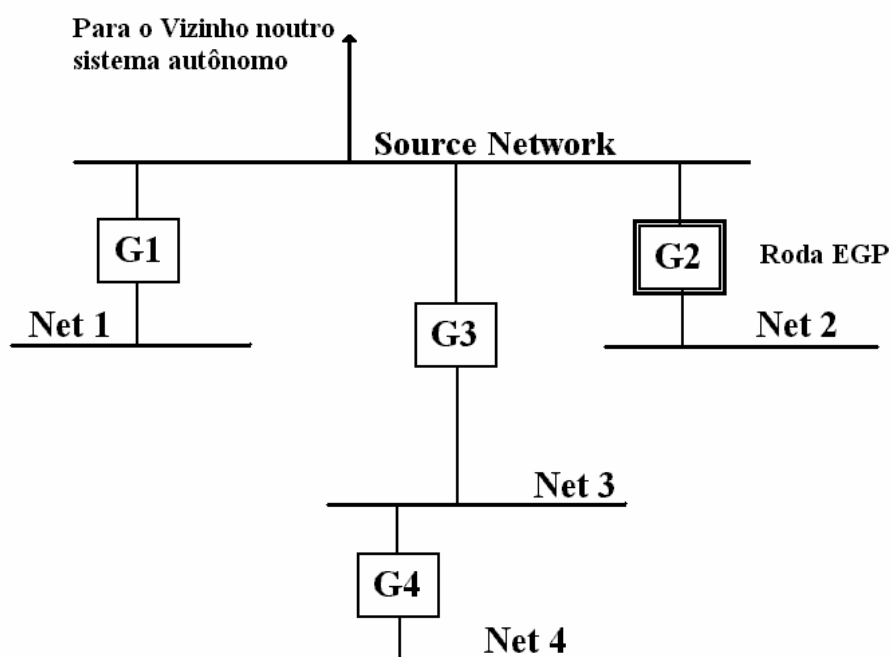 Para o Vizinho noutro
sistema autônomo
Source Network
G1
G2
Roda EGP
Net 1
G3
Net 2
Net 3
G4
Net 4